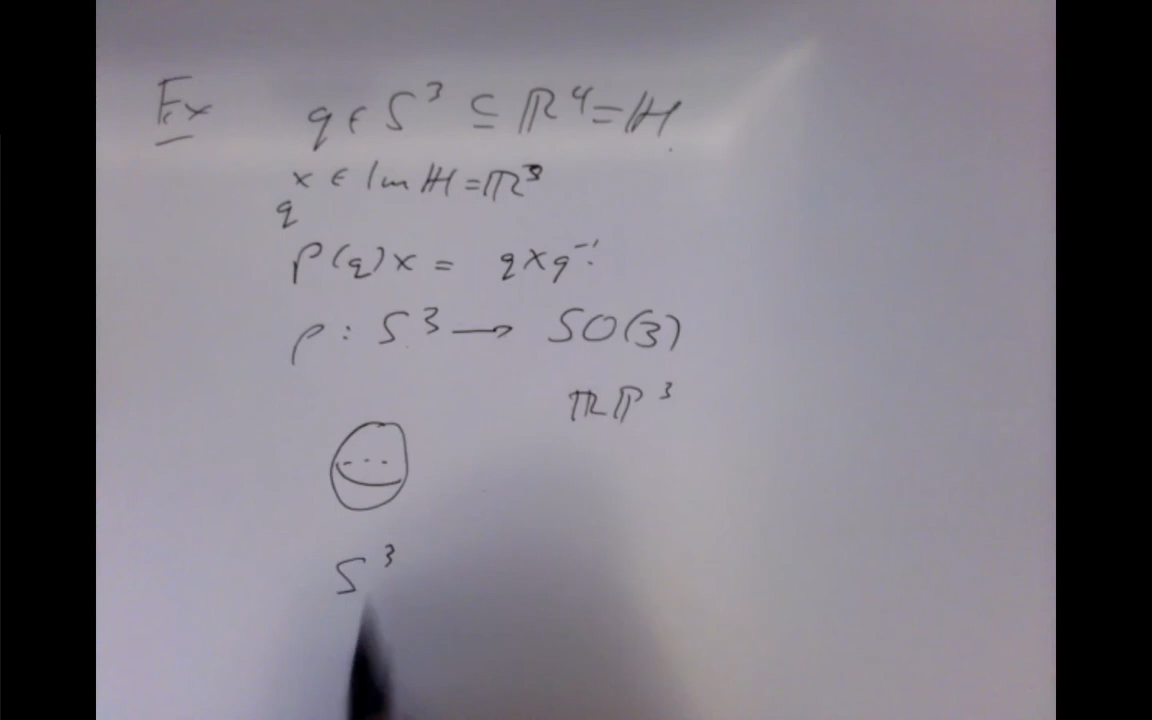 Ex q ∈ S³ ⊆ ℝ⁴ = ℍ
x ∈ Im ℍ = ℝ³
q
ρ(q)x = qxq⁻¹.
ρ : S³ → SO(3)
ℝℙ³
S³